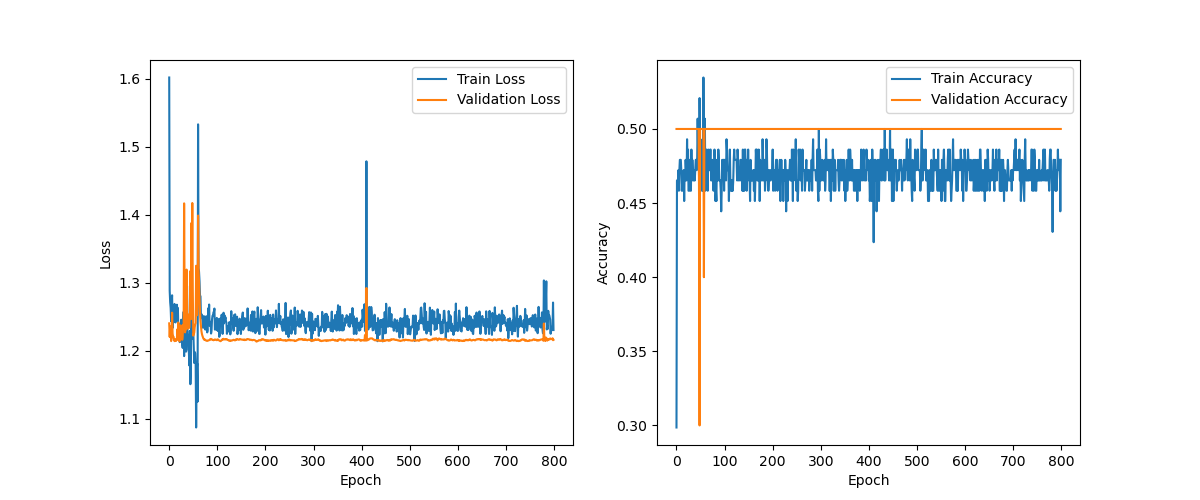 Train Loss
Validation Loss
1.6
1.5
1.4
1.3
1.2
1.1
Loss
0 100 200 300 400 500 600 700 800
Epoch
Train Accuracy
Validation Accuracy
0.50
0.45
0.40
0.35
0.30
Accuracy
0 100 200 300 400 500 600 700 800
Epoch